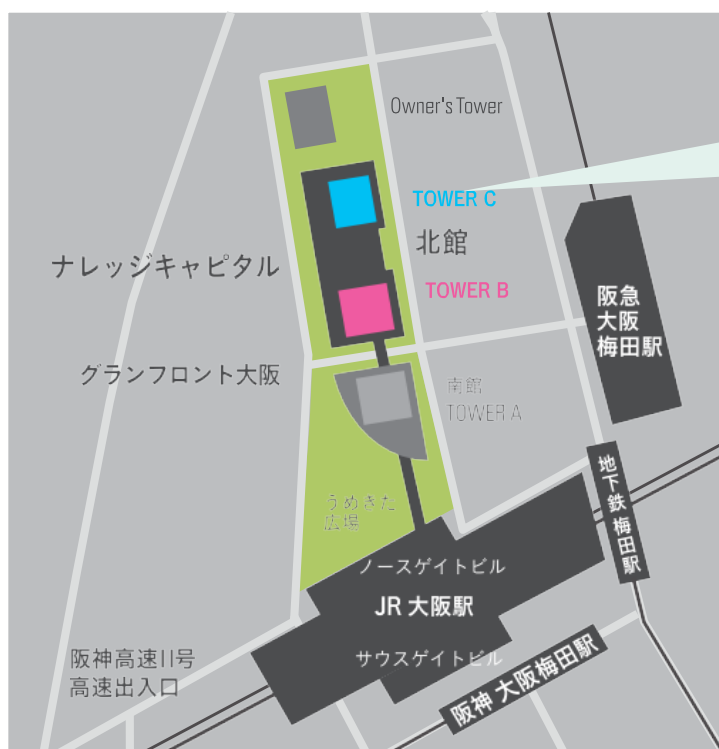 Owner's Tower
TOWER C
北館
ナレッジキャピタル
TOWER B
阪急
大阪
梅田駅
グランフロント大阪
南館
TOWER A
地下鉄 梅田駅
うめきた
広場
ノースゲイトビル
JR 大阪駅
サウスゲイトビル
阪神高速11号
高速出入口
阪神 大阪梅田駅